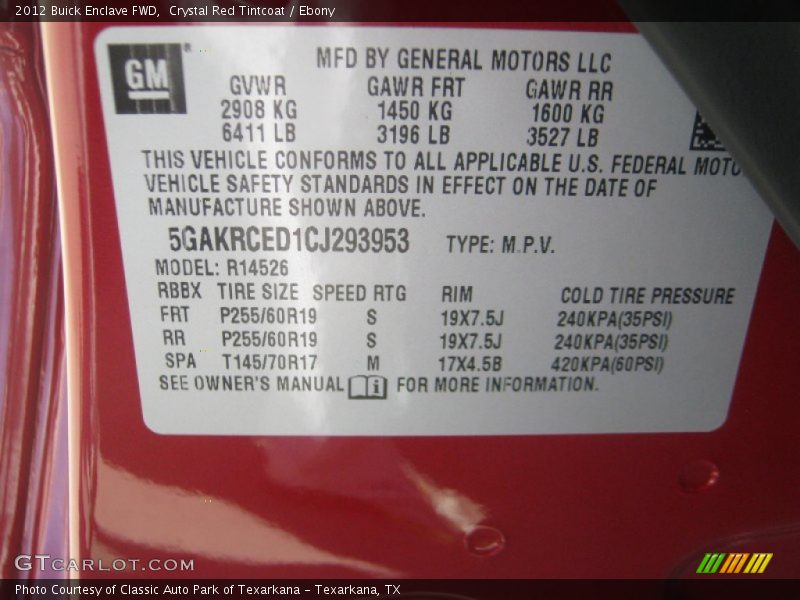 2012 Buick Enclave FWD, Crystal Red Tintcoat / Ebony
GM
MFD BY GENERAL MOTORS LLC
GVWR GAWR FRT GAWR RR
2908 KG 1450 KG 1600 KG
6411 LB 3196 LB 3527 LB
THIS VEHICLE CONFORMS TO ALL APPLICABLE U.S. FEDERAL MOTO
VEHICLE SAFETY STANDARDS IN EFFECT ON THE DATE OF
MANUFACTURE SHOWN ABOVE.
5GAKRCED1CJ293953 TYPE: M.P.V.
MODEL: R14526
RBBX TIRE SIZE SPEED RTG RIM COLD TIRE PRESSURE
FRT P255/60R19 S 19X7.5J 240KPA(35PSI)
RR P255/60R19 S 19X7.5J 240KPA(35PSI)
SPA T145/70R17 M 17X4.5B 420KPA(60PSI)
SEE OWNER'S MANUAL FOR MORE INFORMATION.
GTCARLOT.COM
Photo Courtesy of Classic Auto Park of Texarkana - Texarkana, TX